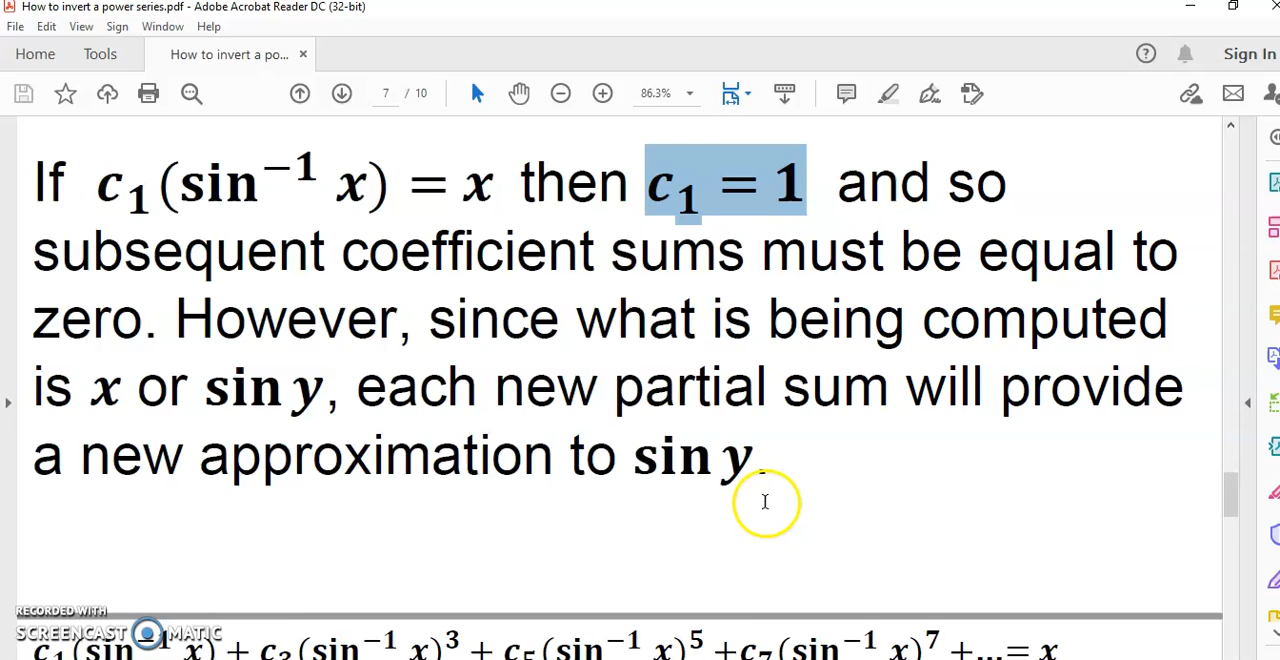 How to invert a power series.pdf - Adobe Acrobat Reader DC (32-bit)
File Edit View Sign Window Help
Home Tools How to invert a po... × Sign In
7 / 10 86.3%
If c₁(sin⁻¹ x) = x then c₁ = 1 and so
subsequent coefficient sums must be equal to
zero. However, since what is being computed
is x or sin y, each new partial sum will provide
a new approximation to sin y.
RECORDED WITH
SCREENCAST MATIC
c₁(sin⁻¹ x) + c₃(sin⁻¹ x)³ + c₅(sin⁻¹ x)⁵ +c₇(sin⁻¹ x)⁷ +...= x